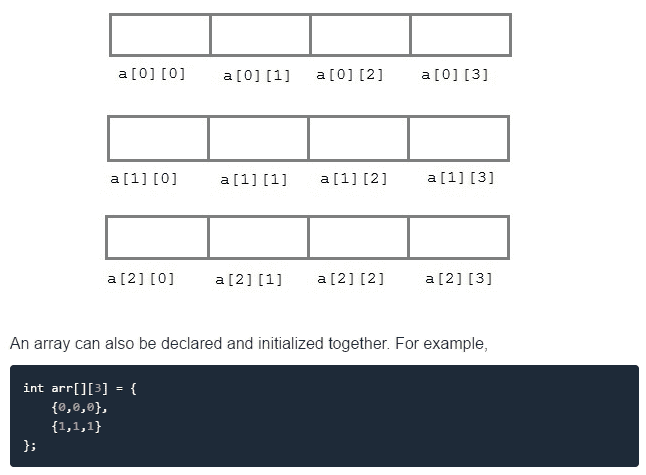 a[0][0] a[0][1] a[0][2] a[0][3]
a[1][0] a[1][1] a[1][2] a[1][3]
a[2][0] a[2][1] a[2][2] a[2][3]
An array can also be declared and initialized together. For example,
int arr[][3] = {
    {0,0,0},
    {1,1,1}
};